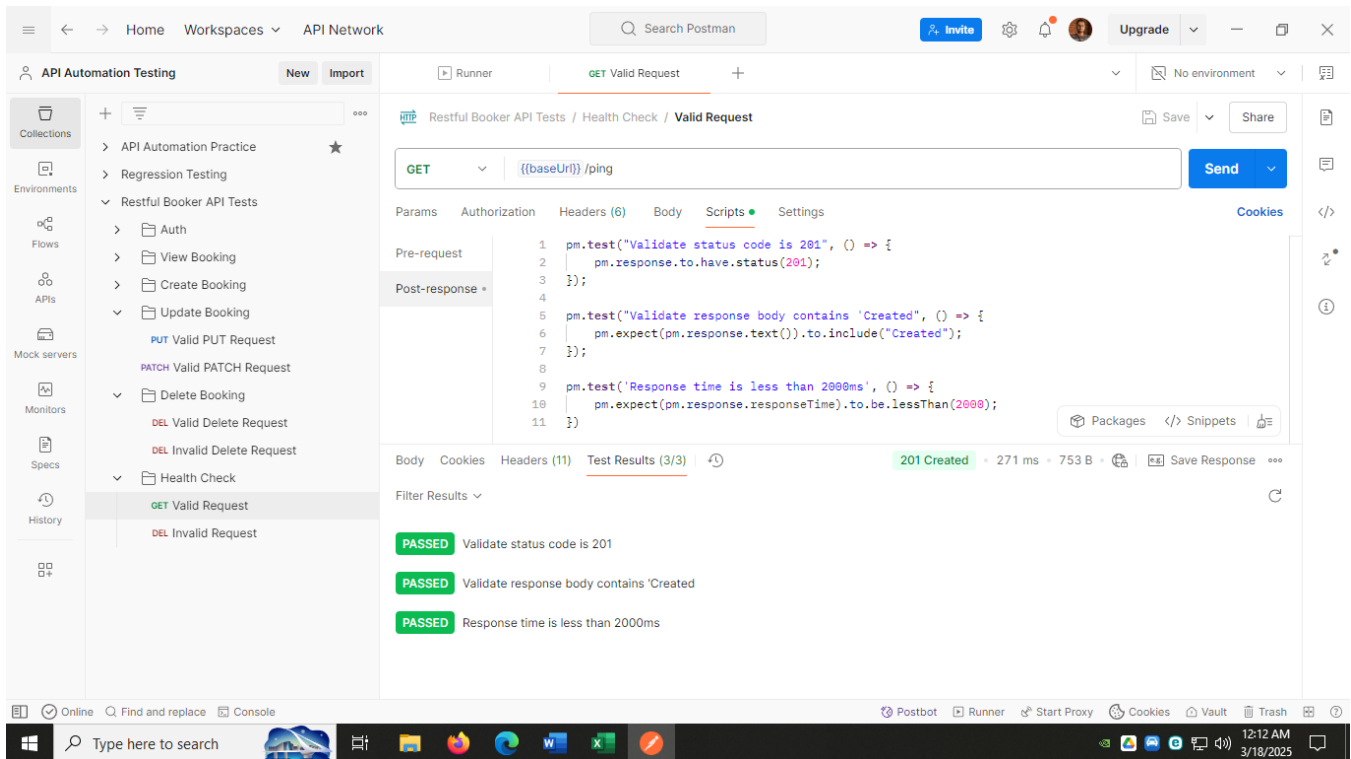 Home Workspaces API Network Search Postman Invite Upgrade
API Automation Testing New Import Runner GET Valid Request No environment
Collections
Environments
Flows
APIs
Mock servers
Monitors
Specs
History
API Automation Practice
Regression Testing
Restful Booker API Tests
Auth
View Booking
Create Booking
Update Booking
PUT Valid PUT Request
PATCH Valid PATCH Request
Delete Booking
DEL Valid Delete Request
DEL Invalid Delete Request
Health Check
GET Valid Request
DEL Invalid Request
HTTP Restful Booker API Tests / Health Check / Valid Request Save Share
GET {{baseUrl}} /ping Send
Params Authorization Headers (6) Body Scripts Settings Cookies
Pre-request
Post-response
1 pm.test("Validate status code is 201", () => {
2 pm.response.to.have.status(201);
3 });
4
5 pm.test("Validate response body contains 'Created", () => {
6 pm.expect(pm.response.text()).to.include("Created");
7 });
8
9 pm.test('Response time is less than 2000ms', () => {
10 pm.expect(pm.response.responseTime).to.be.lessThan(2000);
11 })
Packages </> Snippets
Body Cookies Headers (11) Test Results (3/3) 201 Created 271 ms 753 B e.g. Save Response
Filter Results
PASSED Validate status code is 201
PASSED Validate response body contains 'Created
PASSED Response time is less than 2000ms
Online Find and replace Console Postbot Runner Start Proxy Cookies Vault Trash
Type here to search
12:12 AM
3/18/2025